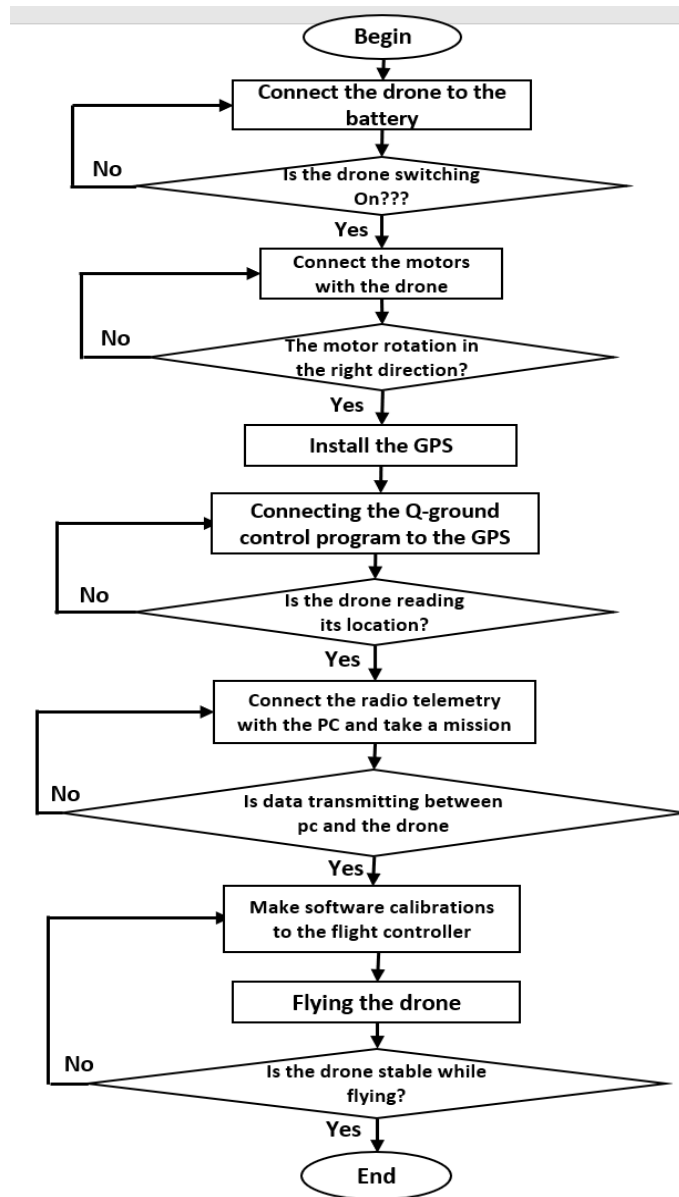 Begin
Connect the drone to the
battery
No
Is the drone switching
On???
Yes
Connect the motors
with the drone
No
The motor rotation in
the right direction?
Yes
Install the GPS
Connecting the Q-ground
control program to the GPS
No
Is the drone reading
its location?
Yes
Connect the radio telemetry
with the PC and take a mission
No
Is data transmitting between
pc and the drone
Yes
Make software calibrations
to the flight controller
Flying the drone
No
Is the drone stable while
flying?
Yes
End